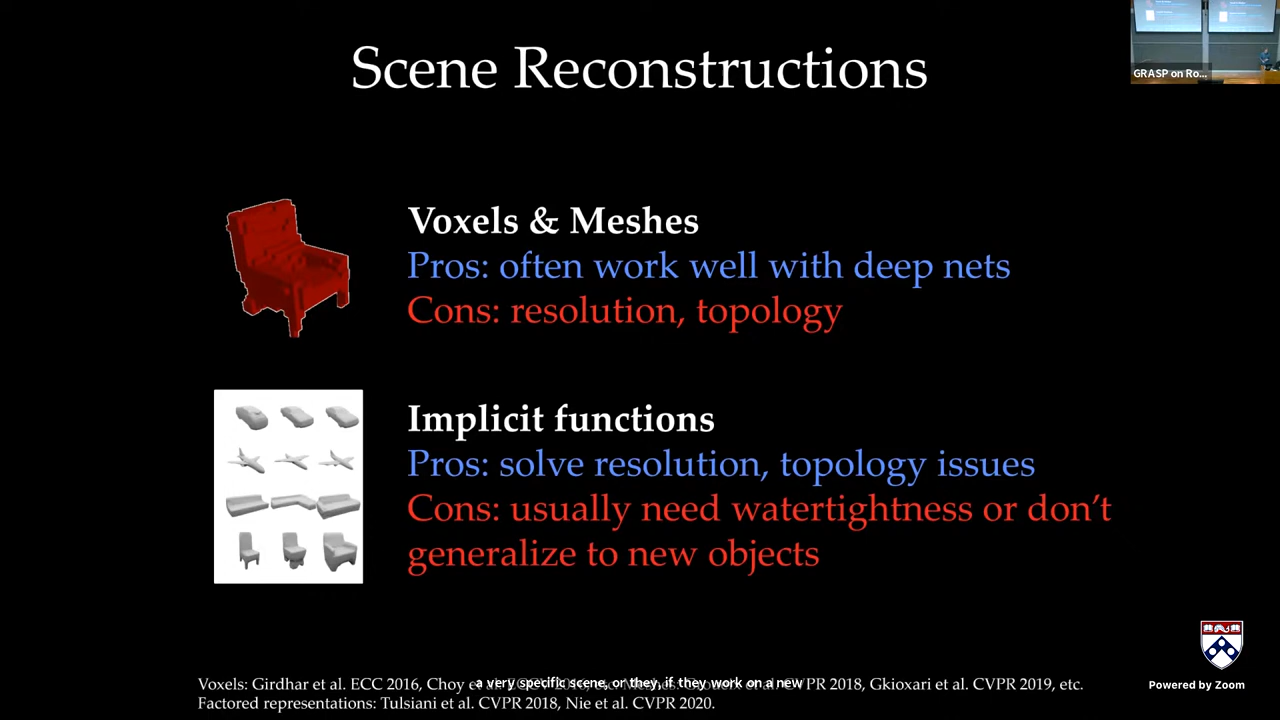 Scene Reconstructions
GRASP on Ro...
Voxels & Meshes
Pros: often work well with deep nets
Cons: resolution, topology
Implicit functions
Pros: solve resolution, topology issues
Cons: usually need watertightness or don't
generalize to new objects
a very specific scene, or they, if they work on a new
Voxels: Girdhar et al. ECC 2016, Choy et al. CVPR 2018, Gkioxari et al. CVPR 2019, etc.
Factored representations: Tulsiani et al. CVPR 2018, Nie et al. CVPR 2020.
Powered by Zoom